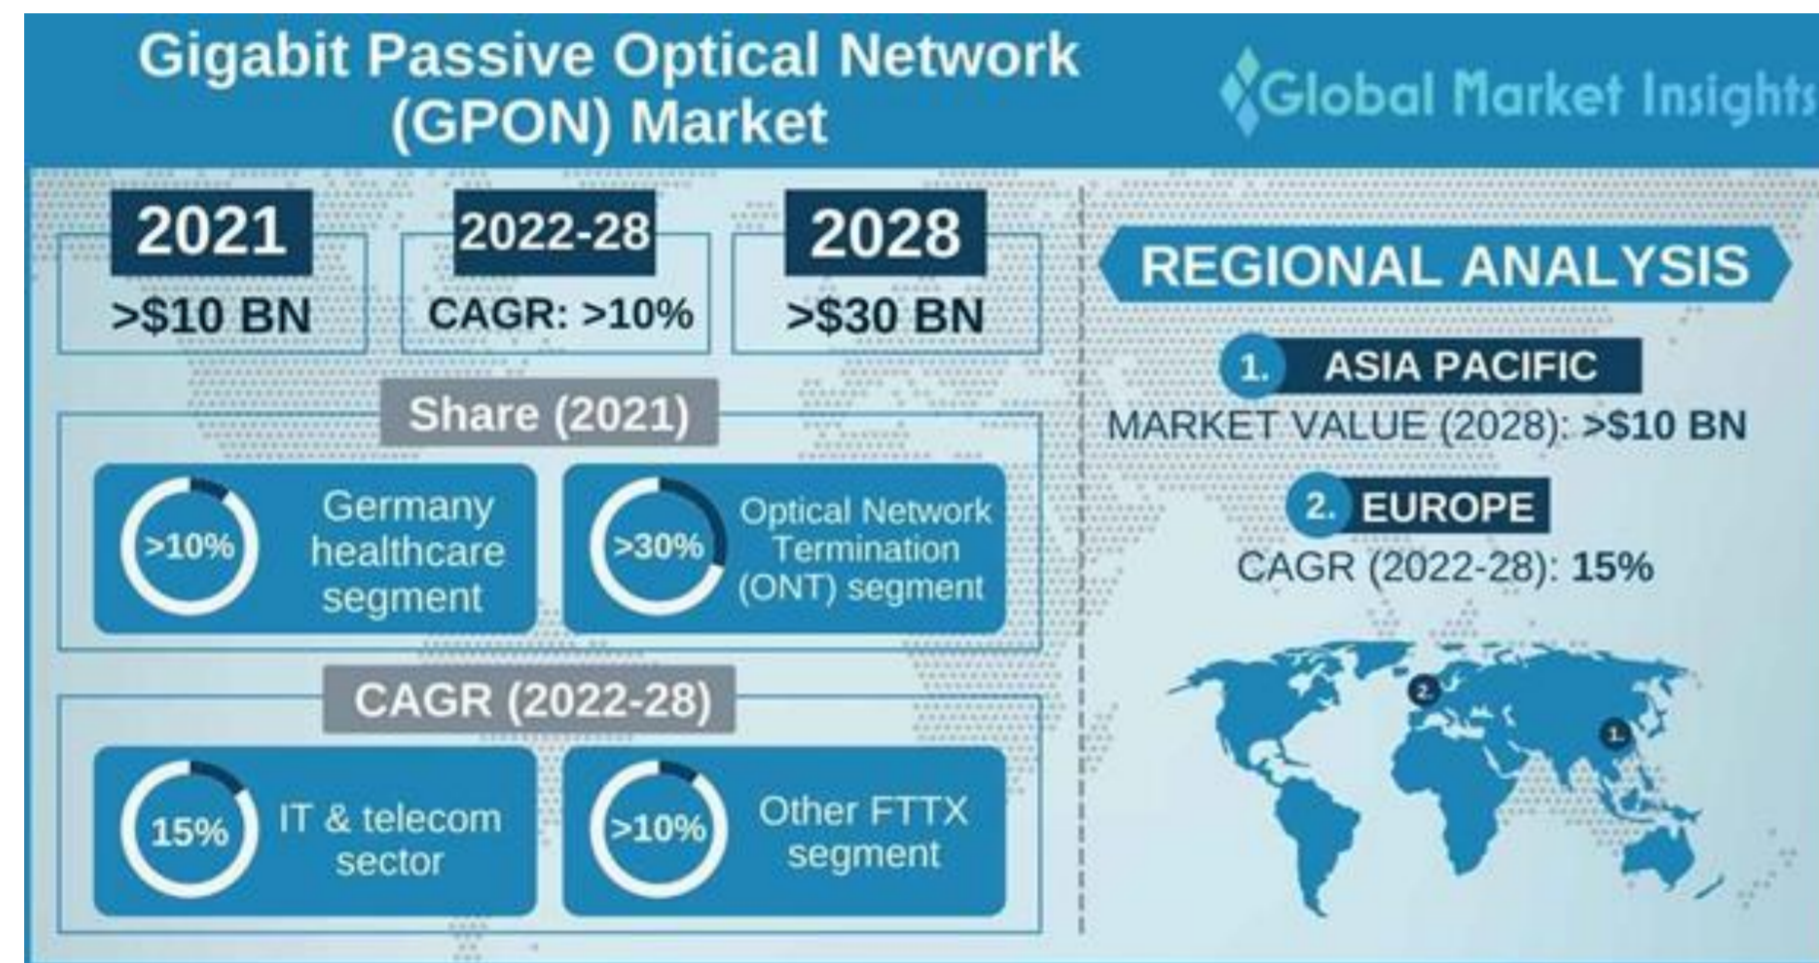 Gigabit Passive Optical Network
(GPON) Market
Global Market Insights
2021
>$10 BN
2022-28
CAGR: >10%
2028
>$30 BN
Share (2021)
>10%
Germany
healthcare
segment
>30%
Optical Network
Termination
(ONT) segment
CAGR (2022-28)
15%
IT & telecom
sector
>10%
Other FTTX
segment
REGIONAL ANALYSIS
1. ASIA PACIFIC
MARKET VALUE (2028): >$10 BN
2. EUROPE
CAGR (2022-28): 15%
2.
1.